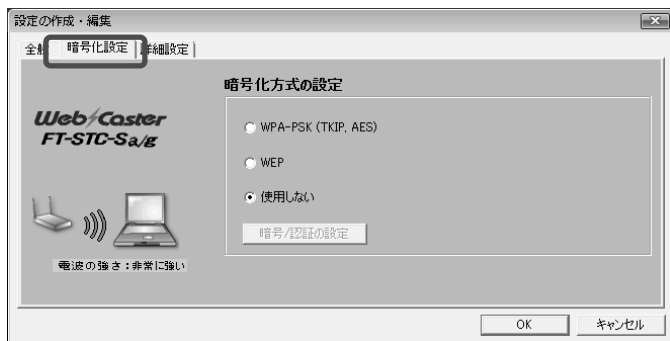 設定の作成・編集
全般
暗号化設定
詳細設定
暗号化方式の設定
Web Caster
FT-STC-Sa/g
WPA-PSK (TKIP, AES)
WEP
使用しない
暗号/認証の設定
電波の強さ:非常に強い
OK
キャンセル